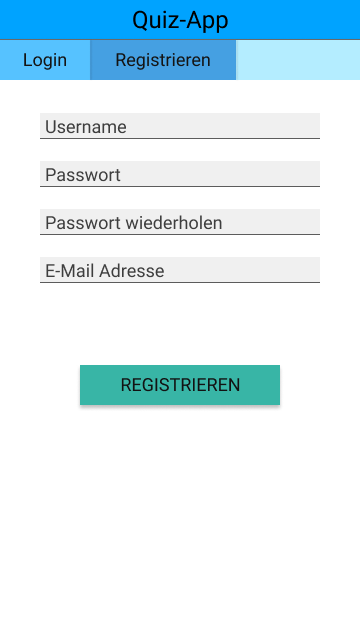 Quiz-App
Login Registrieren
Username
Passwort
Passwort wiederholen
E-Mail Adresse
REGISTRIEREN